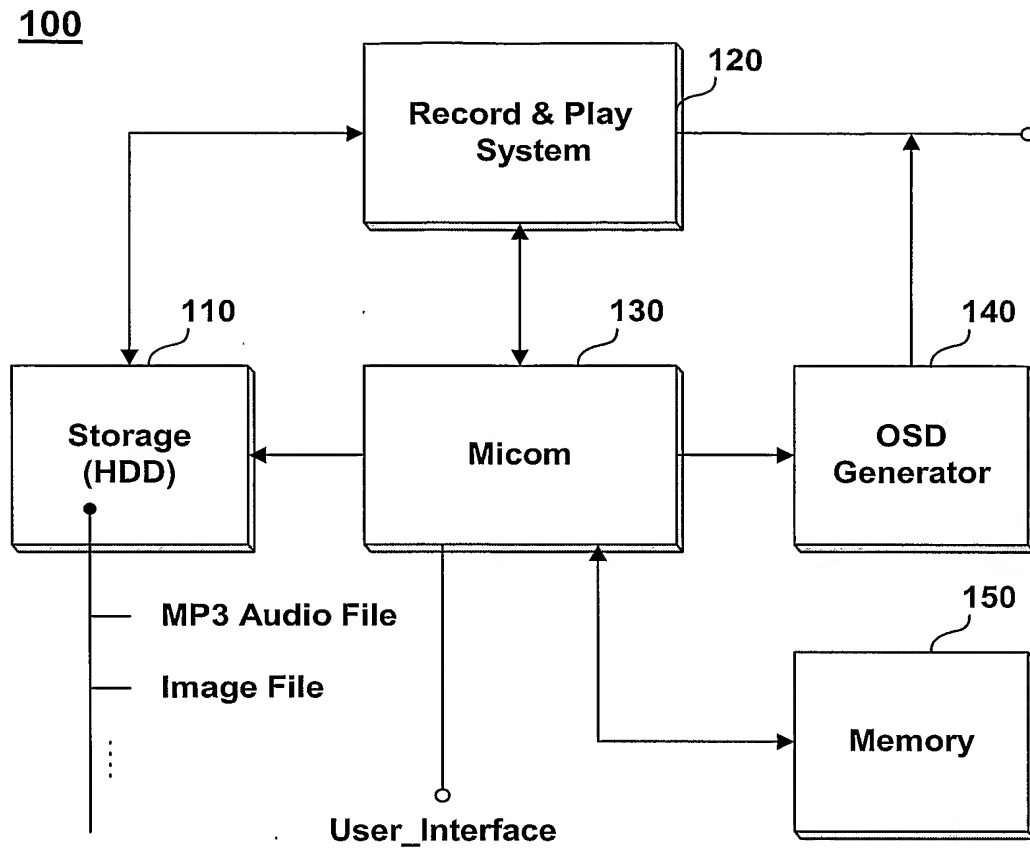 100
120
Record & Play
System
110
130
140
Storage
(HDD)
Micom
OSD
Generator
150
MP3 Audio File
Image File
Memory
User_Interface